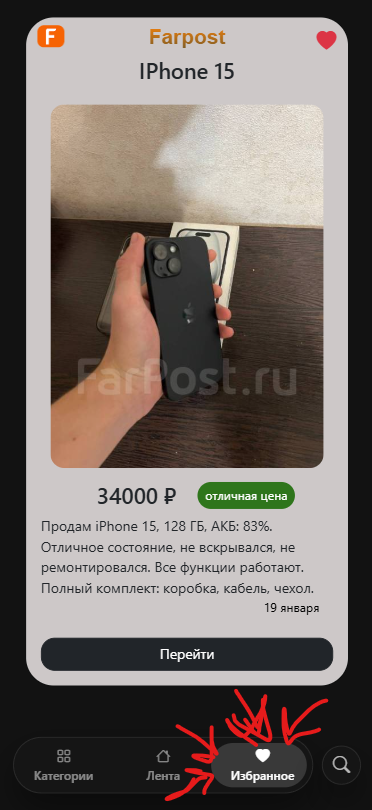 F
Farpost
IPhone 15
FarPost.ru
34000 ₽
отличная цена
Продам iPhone 15, 128 ГБ, АКБ: 83%.
Отличное состояние, не вскрывался, не
ремонтировался. Все функции работают.
Полный комплект: коробка, кабель, чехол.
19 января
Перейти
Категории
Лента
Избранное